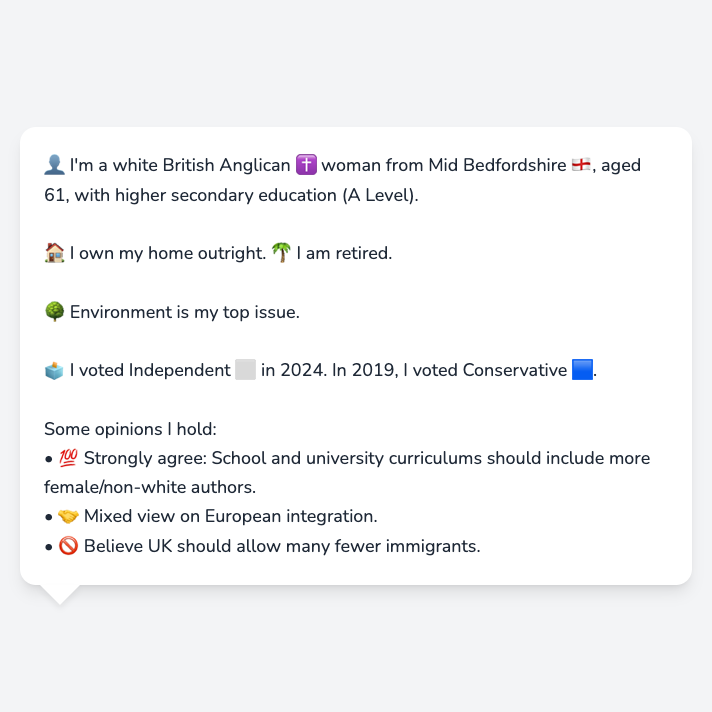 👤 I'm a white British Anglican ✝️ woman from Mid Bedfordshire 🏴󠁧󠁢󠁥󠁮󠁧󠁿, aged
61, with higher secondary education (A Level).
🏠 I own my home outright. 🌴 I am retired.
🌳 Environment is my top issue.
🗳️ I voted Independent ⬜ in 2024. In 2019, I voted Conservative 🟦.
Some opinions I hold:
• 💯 Strongly agree: School and university curriculums should include more
female/non-white authors.
• 🤝 Mixed view on European integration.
• 🚫 Believe UK should allow many fewer immigrants.